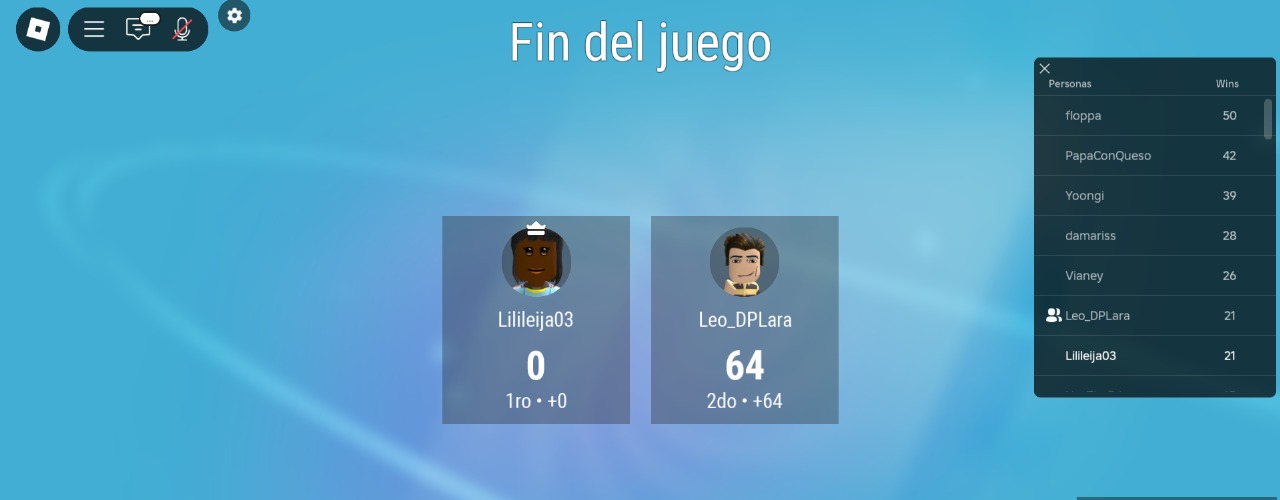 ...
Fin del juego
Personas Wins
floppa 50
PapaConQueso 42
Yoongi 39
damariss 28
Vianey 26
Leo_DPLara 21
Lilileija03 21
Lilileija03
0
1ro • +0
Leo_DPLara
64
2do • +64